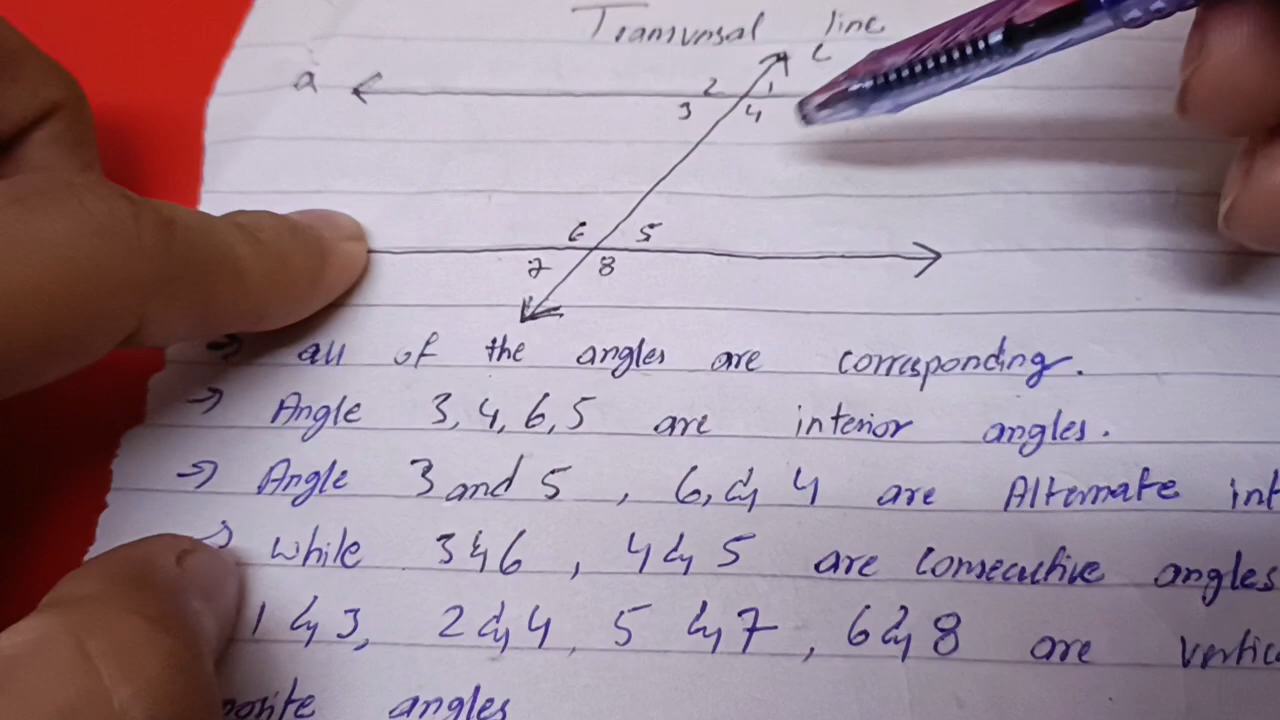 Transversal line
a
2 1
3 4
6 5
7 8
→ all of the angles are corresponding.
→ Angle 3, 4, 6, 5 are interior angles.
→ Angle 3 and 5 , 6, & 4 are Alternate int
→ while 3 & 6 , 4 & 5 are consecutive angles
1 & 3, 2 & 4, 5 & 7, 6 & 8 are vertic
posite angles